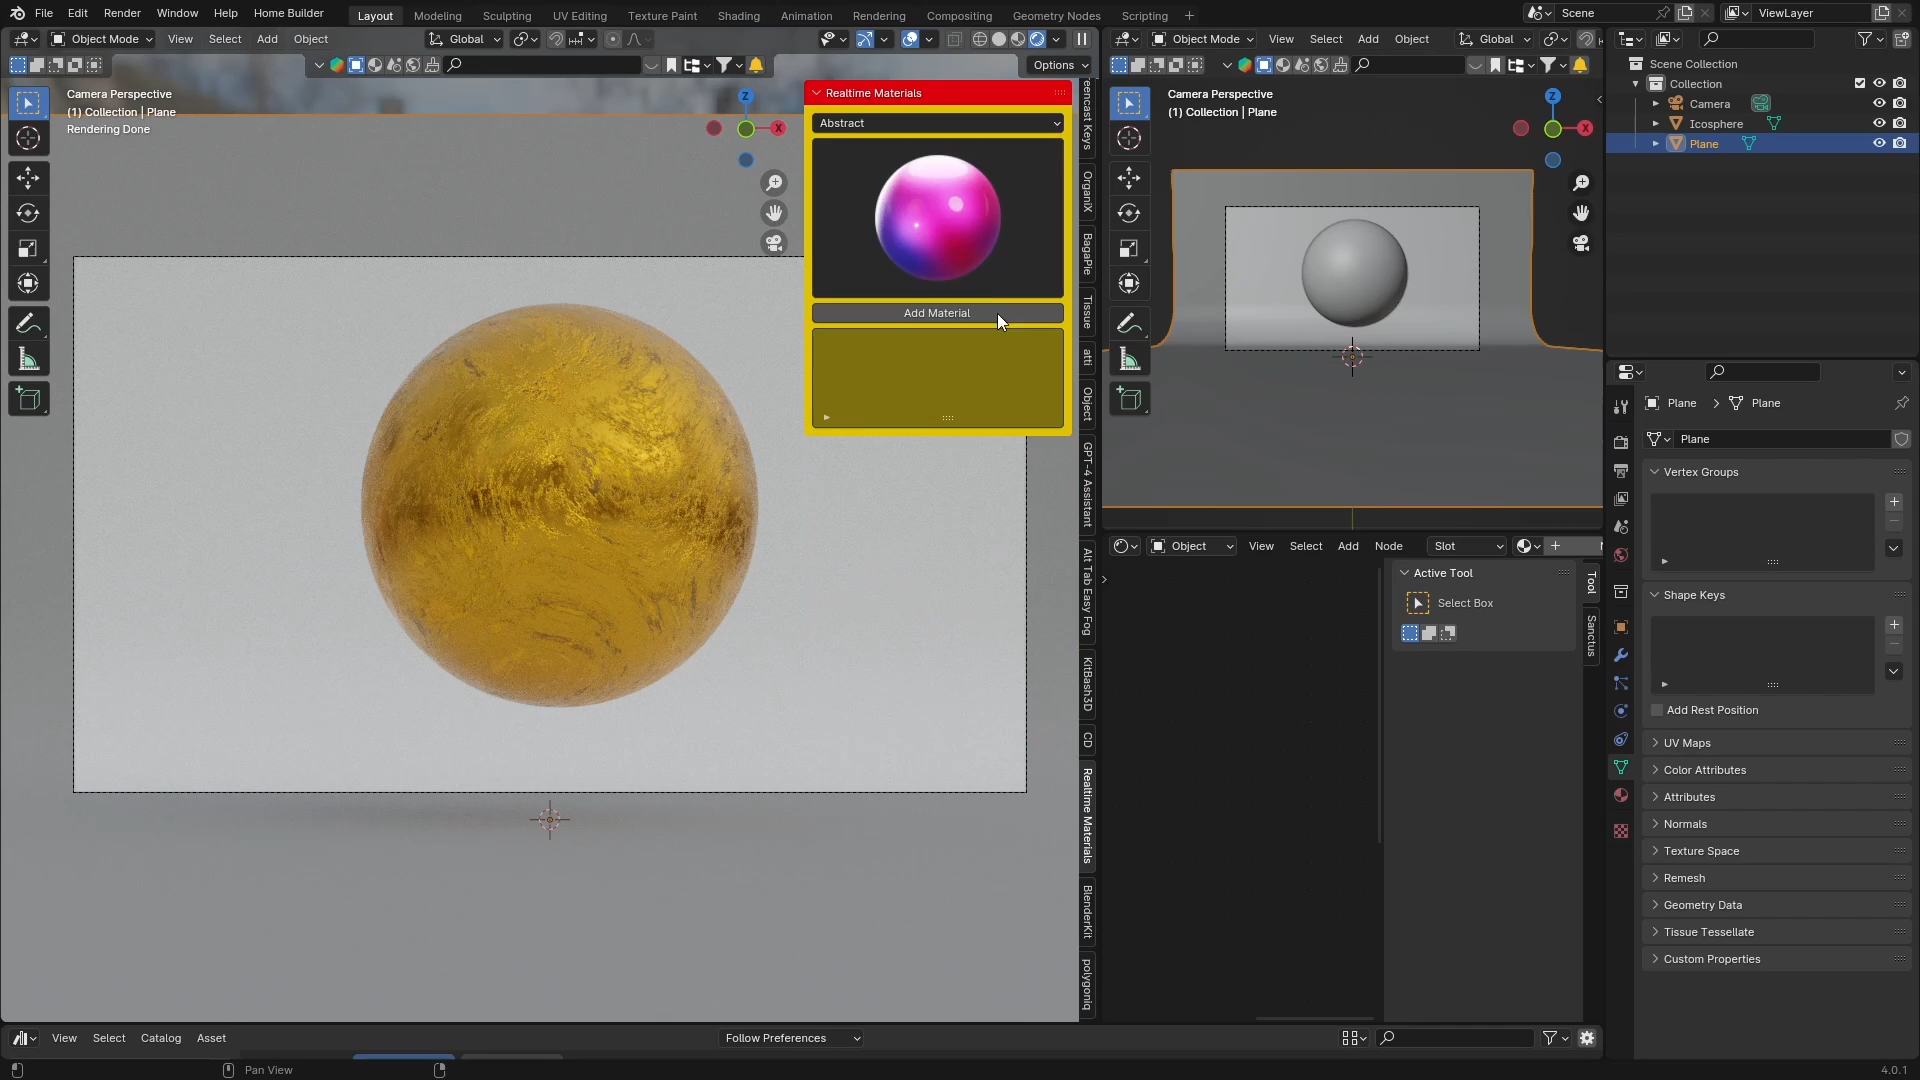 File Edit Render Window Help Home Builder
Layout Modeling Sculpting UV Editing Texture Paint Shading Animation Rendering Compositing Geometry Nodes Scripting +
Scene
ViewLayer
Object Mode View Select Add Object
Global
Options
Camera Perspective
(1) Collection | Plane
Rendering Done
Z
X
Realtime Materials
Abstract
Add Material
eencast Keys
OrganiX
BagaPie
Tissue
atti
Object
GPT-4 Assistant
Alt Tab Easy Fog
KitBash3D
CD
Realtime Materials
BlenderKit
polygoniq
Object Mode View Select Add Object
Global
Camera Perspective
(1) Collection | Plane
Z
X
Object View Select Add Node
Slot
Active Tool
Select Box
Tool
Sanctus
Scene Collection
Collection
Camera
Icosphere
Plane
Plane > Plane
Plane
Vertex Groups
Shape Keys
Add Rest Position
UV Maps
Color Attributes
Attributes
Normals
Texture Space
Remesh
Geometry Data
Tissue Tessellate
Custom Properties
View Select Catalog Asset
Follow Preferences
Pan View
4.0.1